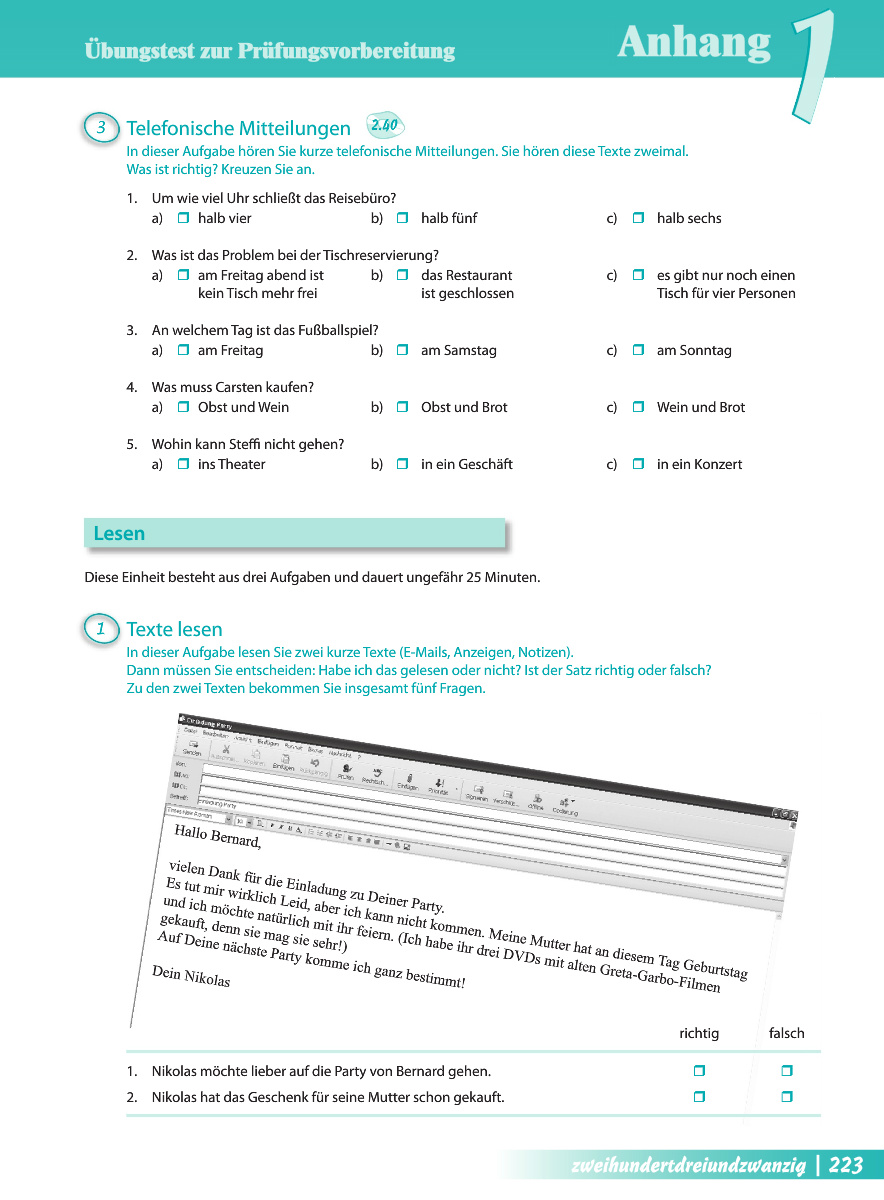 Übungstest zur Prüfungsvorbereitung
Anhang 1
3 Telefonische Mitteilungen 2.40
In dieser Aufgabe hören Sie kurze telefonische Mitteilungen. Sie hören diese Texte zweimal.
Was ist richtig? Kreuzen Sie an.
1. Um wie viel Uhr schließt das Reisebüro?
a) halb vier b) halb fünf c) halb sechs
2. Was ist das Problem bei der Tischreservierung?
a) am Freitag abend ist b) das Restaurant c) es gibt nur noch einen
kein Tisch mehr frei ist geschlossen Tisch für vier Personen
3. An welchem Tag ist das Fußballspiel?
a) am Freitag b) am Samstag c) am Sonntag
4. Was muss Carsten kaufen?
a) Obst und Wein b) Obst und Brot c) Wein und Brot
5. Wohin kann Steffi nicht gehen?
a) ins Theater b) in ein Geschäft c) in ein Konzert
Lesen
Diese Einheit besteht aus drei Aufgaben und dauert ungefähr 25 Minuten.
1 Texte lesen
In dieser Aufgabe lesen Sie zwei kurze Texte (E-Mails, Anzeigen, Notizen).
Dann müssen Sie entscheiden: Habe ich das gelesen oder nicht? Ist der Satz richtig oder falsch?
Zu den zwei Texten bekommen Sie insgesamt fünf Fragen.
Einladung Party
Datei Bearbeiten Ansicht Einfügen Format Extras Nachricht ?
Senden Kopieren Einfügen Prüfen Rechtsch... Einfügen Priorität Signieren Verschlüs... Offline Codierung
Von:
An:
Cc:
Betreff: Einladung Party
Times New Roman
Hallo Bernard,
vielen Dank für die Einladung zu Deiner Party.
Es tut mir wirklich Leid, aber ich kann nicht kommen. Meine Mutter hat an diesem Tag Geburtstag
und ich möchte natürlich mit ihr feiern. (Ich habe ihr drei DVDs mit alten Greta-Garbo-Filmen
gekauft, denn sie mag sie sehr!)
Auf Deine nächste Party komme ich ganz bestimmt!
Dein Nikolas
richtig falsch
1. Nikolas möchte lieber auf die Party von Bernard gehen.
2. Nikolas hat das Geschenk für seine Mutter schon gekauft.
zweihundertdreiundzwanzig | 223